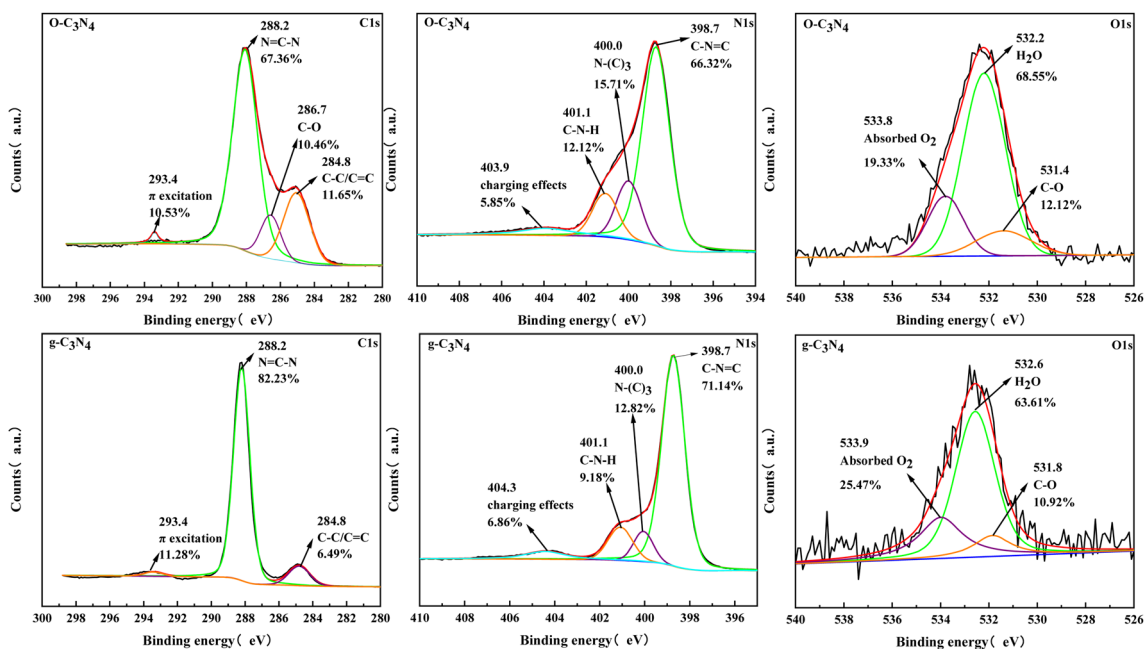 O-C₃N₄
C1s
288.2
N=C-N
67.36%
286.7
C-O
10.46%
284.8
C-C/C=C
11.65%
293.4
π excitation
10.53%
Counts( a.u.)
300 298 296 294 292 290 288 286 284 282 280
Binding energy( eV)
O-C₃N₄
N1s
398.7
C-N=C
66.32%
400.0
N-(C)₃
15.71%
401.1
C-N-H
12.12%
403.9
charging effects
5.85%
Counts( a.u.)
410 408 406 404 402 400 398 396 394
Binding energy( eV)
O-C₃N₄
O1s
532.2
H₂O
68.55%
533.8
Absorbed O₂
19.33%
531.4
C-O
12.12%
Counts( a.u.)
540 538 536 534 532 530 528 526
Binding energy( eV)
g-C₃N₄
C1s
288.2
N=C-N
82.23%
293.4
π excitation
11.28%
284.8
C-C/C=C
6.49%
Counts( a.u.)
300 298 296 294 292 290 288 286 284 282 280
Binding energy( eV)
g-C₃N₄
N1s
398.7
C-N=C
71.14%
400.0
N-(C)₃
12.82%
401.1
C-N-H
9.18%
404.3
charging effects
6.86%
Counts( a.u.)
410 408 406 404 402 400 398 396
Binding energy( eV)
g-C₃N₄
O1s
532.6
H₂O
63.61%
533.9
Absorbed O₂
25.47%
531.8
C-O
10.92%
Counts( a.u.)
540 538 536 534 532 530 528 526
Binding energy( eV)